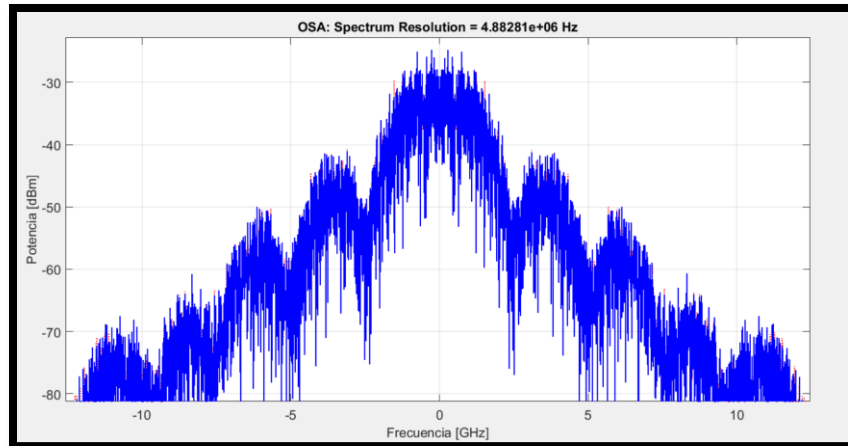 OSA: Spectrum Resolution = 4.88281e+06 Hz
-30
-40
-50
-60
-70
-80
Potencia [dBm]
-10 -5 0 5 10
Frecuencia [GHz]